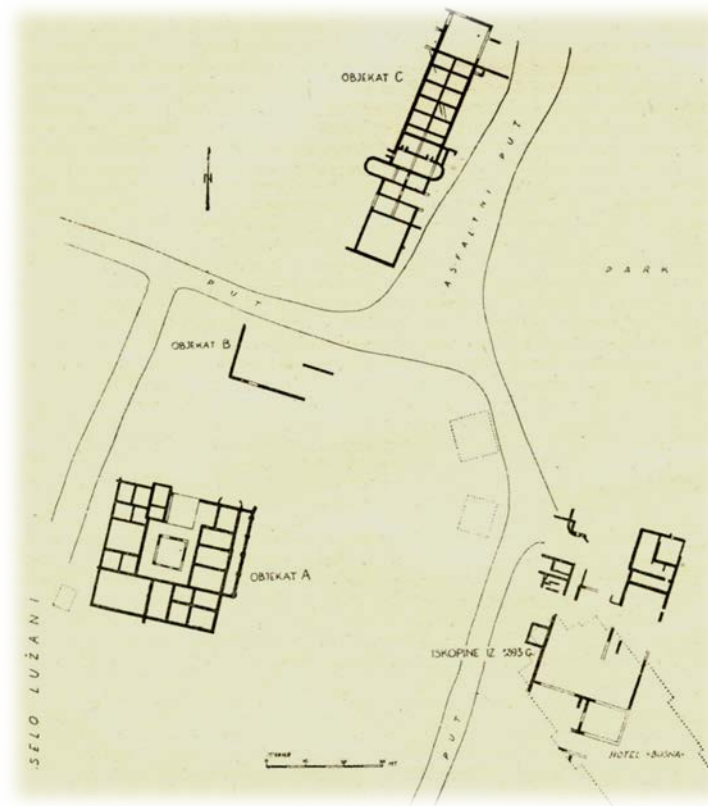 OBJEKAT C
N
ASFALTNI PUT
PARK
PUT
OBJEKAT B
OBJEKAT A
SELO LUŽANI
ISKOPINE IZ 1893 G.
PUT
HOTEL "BOSNA"